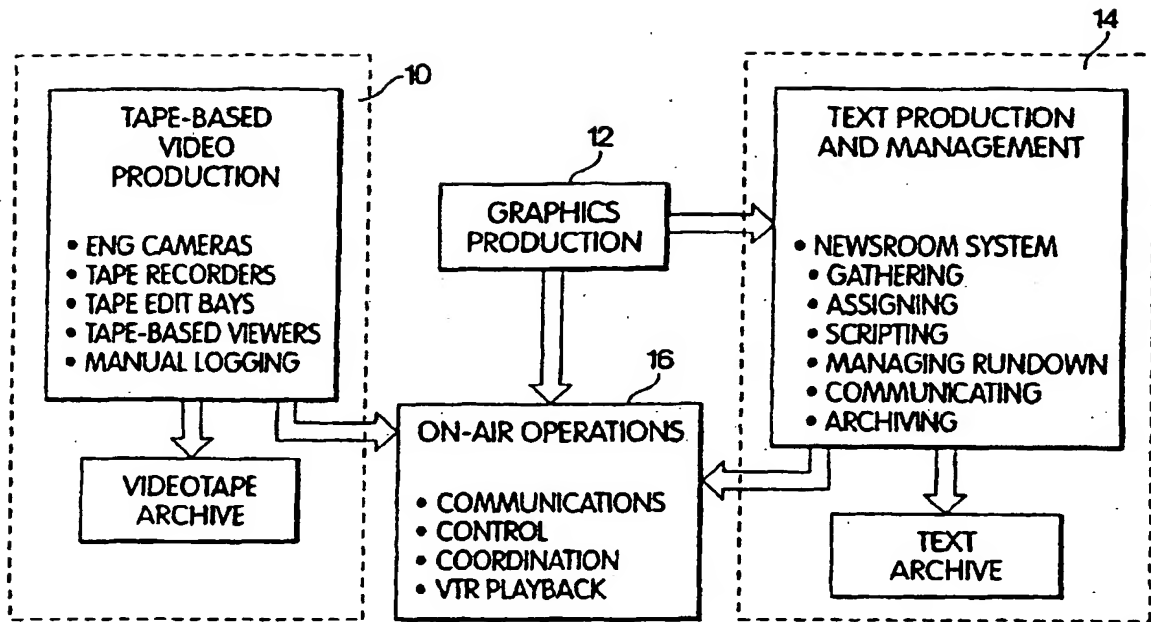 10
TAPE-BASED
VIDEO
PRODUCTION
• ENG CAMERAS
• TAPE RECORDERS
• TAPE EDIT BAYS
• TAPE-BASED VIEWERS
• MANUAL LOGGING
VIDEOTAPE
ARCHIVE
12
GRAPHICS
PRODUCTION
16
ON-AIR OPERATIONS
• COMMUNICATIONS
• CONTROL
• COORDINATION
• VTR PLAYBACK
14
TEXT PRODUCTION
AND MANAGEMENT
• NEWSROOM SYSTEM
• GATHERING
• ASSIGNING
• SCRIPTING
• MANAGING RUNDOWN
• COMMUNICATING
• ARCHIVING
TEXT
ARCHIVE